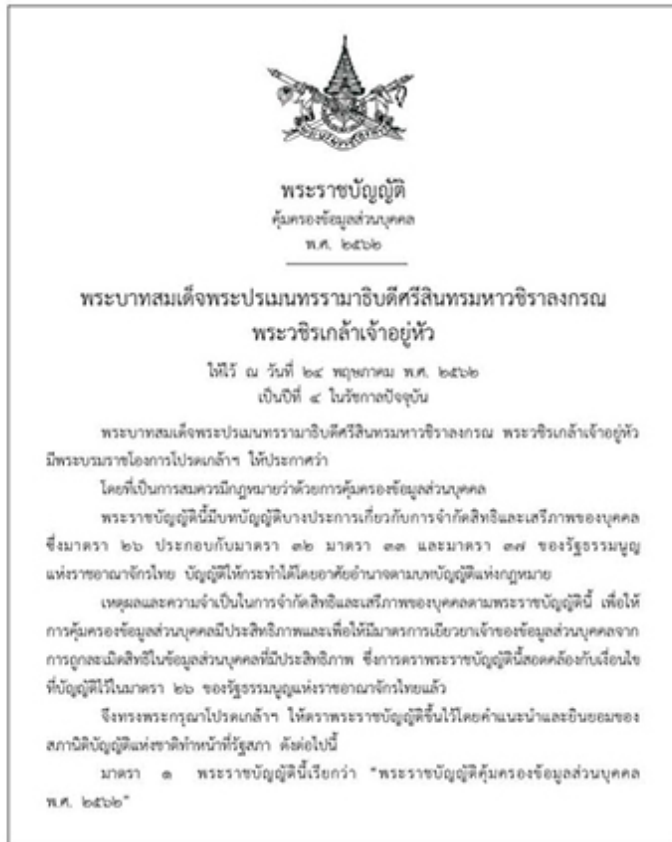 พระราชบัญญัติ
คุ้มครองข้อมูลส่วนบุคคล
พ.ศ. ๒๕๖๒
พระบาทสมเด็จพระปรเมนทรรามาธิบดีศรีสินทรมหาวชิราลงกรณ
พระวชิรเกล้าเจ้าอยู่หัว
ให้ไว้ ณ วันที่ ๒๔ พฤษภาคม พ.ศ. ๒๕๖๒
เป็นปีที่ ๔ ในรัชกาลปัจจุบัน
พระบาทสมเด็จพระปรเมนทรรามาธิบดีศรีสินทรมหาวชิราลงกรณ พระวชิรเกล้าเจ้าอยู่หัว
มีพระบรมราชโองการโปรดเกล้าฯ ให้ประกาศว่า
โดยที่เป็นการสมควรมีกฎหมายว่าด้วยการคุ้มครองข้อมูลส่วนบุคคล
พระราชบัญญัตินี้มีบทบัญญัติบางประการเกี่ยวกับการจำกัดสิทธิและเสรีภาพของบุคคล
ซึ่งมาตรา ๒๖ ประกอบกับมาตรา ๓๒ มาตรา ๓๓ และมาตรา ๓๗ ของรัฐธรรมนูญ
แห่งราชอาณาจักรไทย บัญญัติให้กระทำได้โดยอาศัยอำนาจตามบทบัญญัติแห่งกฎหมาย
เหตุผลและความจำเป็นในการจำกัดสิทธิและเสรีภาพของบุคคลตามพระราชบัญญัตินี้ เพื่อให้
การคุ้มครองข้อมูลส่วนบุคคลมีประสิทธิภาพและเพื่อให้มีมาตรการเยียวยาเจ้าของข้อมูลส่วนบุคคลจาก
การถูกละเมิดสิทธิในข้อมูลส่วนบุคคลที่มีประสิทธิภาพ ซึ่งการตราพระราชบัญญัตินี้สอดคล้องกับเงื่อนไข
ที่บัญญัติไว้ในมาตรา ๒๖ ของรัฐธรรมนูญแห่งราชอาณาจักรไทยแล้ว
จึงทรงพระกรุณาโปรดเกล้าฯ ให้ตราพระราชบัญญัติขึ้นไว้โดยคำแนะนำและยินยอมของ
สภานิติบัญญัติแห่งชาติทำหน้าที่รัฐสภา ดังต่อไปนี้
มาตรา ๑ พระราชบัญญัตินี้เรียกว่า “พระราชบัญญัติคุ้มครองข้อมูลส่วนบุคคล
พ.ศ. ๒๕๖๒”